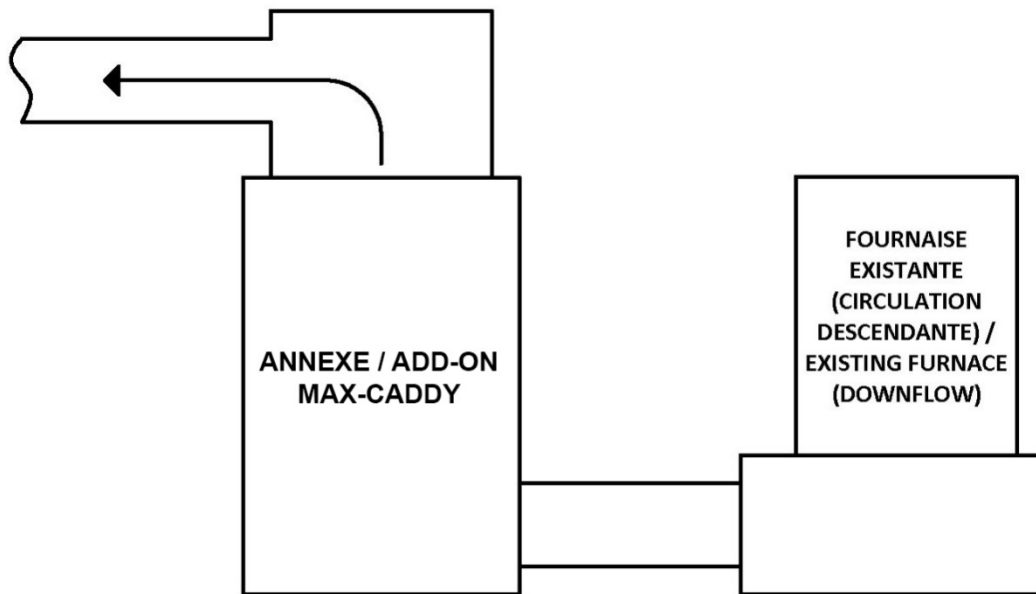 ANNEXE / ADD-ON
MAX-CADDY
FOURNAISE
EXISTANTE
(CIRCULATION
DESCENDANTE) /
EXISTING FURNACE
(DOWNFLOW)